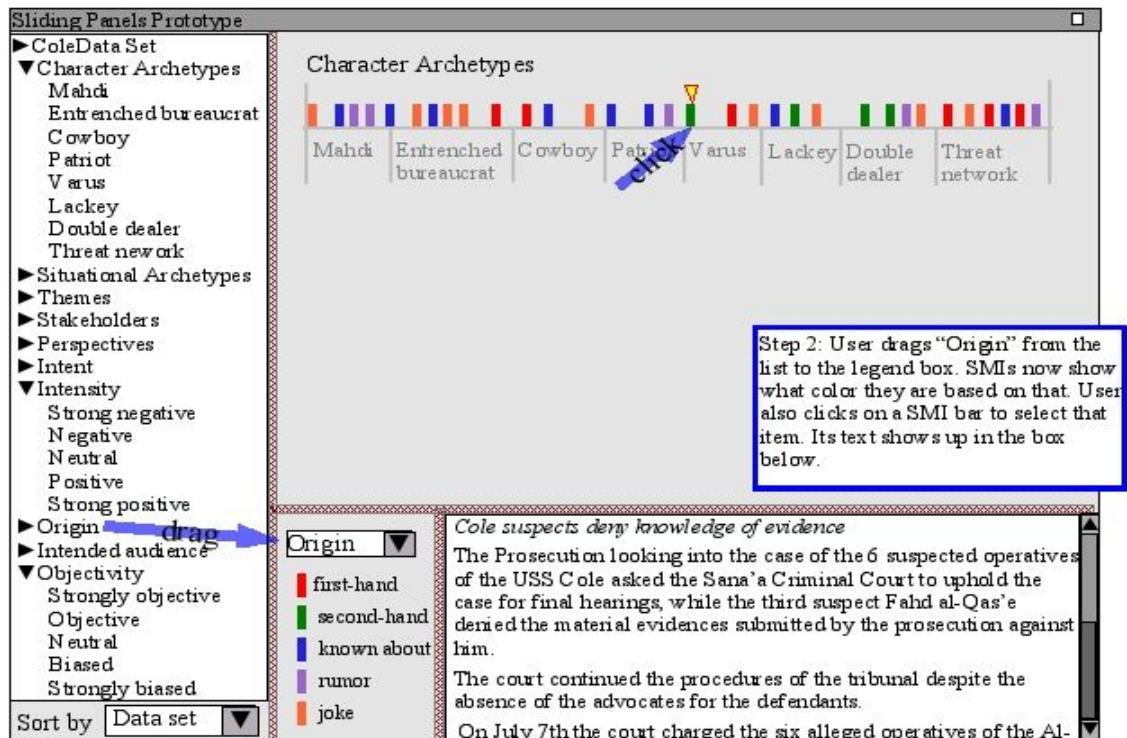 Sliding Panels Prototype
▶ColeData Set
▼Character Archetypes
Mahdi
Entrenched bureaucrat
Cowboy
Patriot
Varus
Lackey
Double dealer
Threat nework
▶Situational Archetypes
▶Themes
▶Stakeholders
▶Perspectives
▶Intent
▼Intensity
Strong negative
Negative
Neutral
Positive
Strong positive
▶Origin
▶Intended audience
▼Objectivity
Strongly objective
Objective
Neutral
Biased
Strongly biased
Sort by Data set ▼
drag
Character Archetypes
Mahdi
Entrenched
bureaucrat
Cowboy
Patriot
Varus
Lackey
Double
dealer
Threat
network
click
Step 2: User drags “Origin” from the
list to the legend box. SMIs now show
what color they are based on that. User
also clicks on a SMI bar to select that
item. Its text shows up in the box
below.
Origin ▼
first-hand
second-hand
known about
rumor
joke
Cole suspects deny knowledge of evidence
The Prosecution looking into the case of the 6 suspected operatives
of the USS Cole asked the Sana’a Criminal Court to uphold the
case for final hearings, while the third suspect Fahd al-Qas’e
denied the material evidences submitted by the prosecution against
him.
The court continued the procedures of the tribunal despite the
absence of the advocates for the defendants.
On July 7th the court charged the six alleged operatives of the Al-